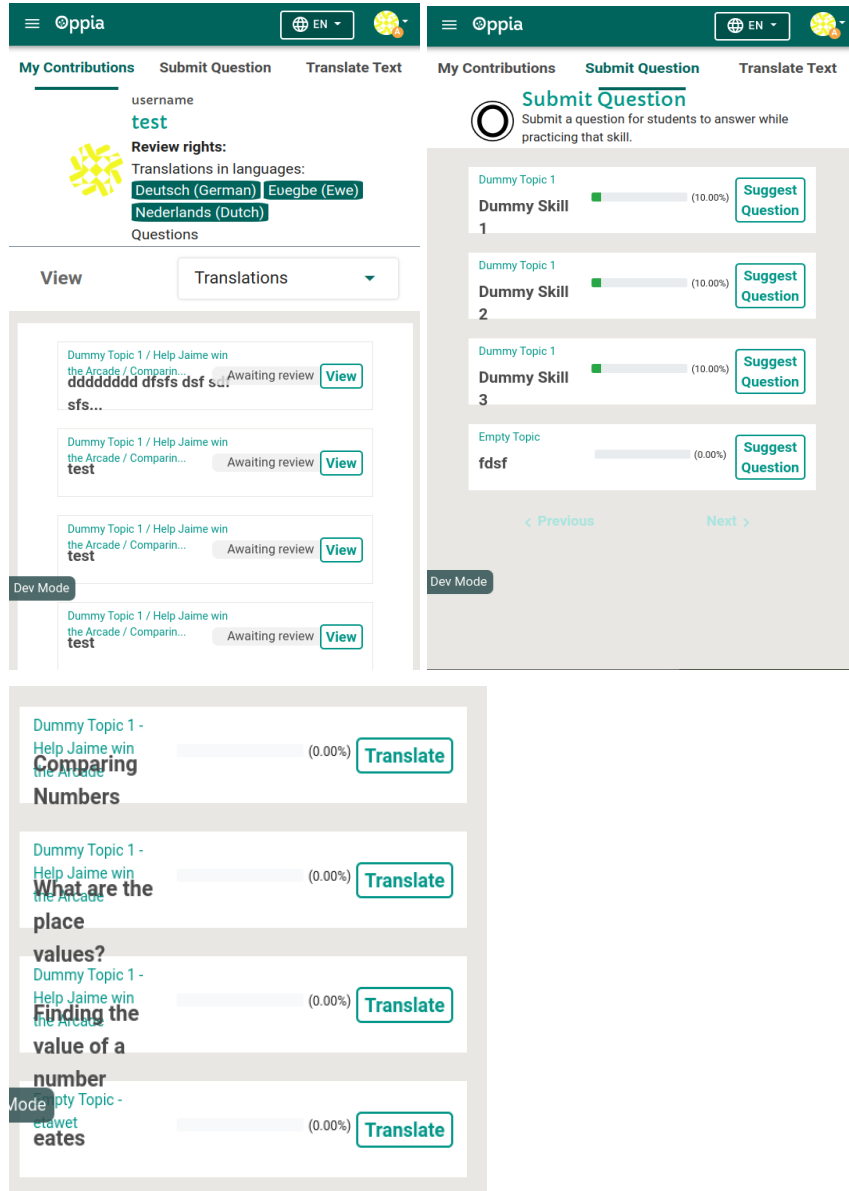 Oppia
EN
My Contributions Submit Question Translate Text
username
test
Review rights:
Translations in languages:
Deutsch (German) Euegbe (Ewe)
Nederlands (Dutch)
Questions
View Translations
Dummy Topic 1 / Help Jaime win
the Arcade / Comparin...
dddddddd dfsfs dsf sdf
sfs...
Awaiting review View
Dummy Topic 1 / Help Jaime win
the Arcade / Comparin...
test
Awaiting review View
Dummy Topic 1 / Help Jaime win
the Arcade / Comparin...
test
Awaiting review View
Dev Mode
Dummy Topic 1 / Help Jaime win
the Arcade / Comparin...
test
Awaiting review View
Oppia
EN
My Contributions Submit Question Translate Text
Submit Question
Submit a question for students to answer while
practicing that skill.
Dummy Topic 1
Dummy Skill
1
(10.00%)
Suggest
Question
Dummy Topic 1
Dummy Skill
2
(10.00%)
Suggest
Question
Dummy Topic 1
Dummy Skill
3
(10.00%)
Suggest
Question
Empty Topic
fdsf
(0.00%)
Suggest
Question
Previous Next
Dev Mode
Dummy Topic 1 -
Help Jaime win
the Arcade
Comparing
Numbers
(0.00%) Translate
Dummy Topic 1 -
Help Jaime win
the Arcade
What are the
place
values?
(0.00%) Translate
Dummy Topic 1 -
Help Jaime win
the Arcade
Finding the
value of a
number
(0.00%) Translate
Mode
Empty Topic -
etawet
eates
(0.00%) Translate